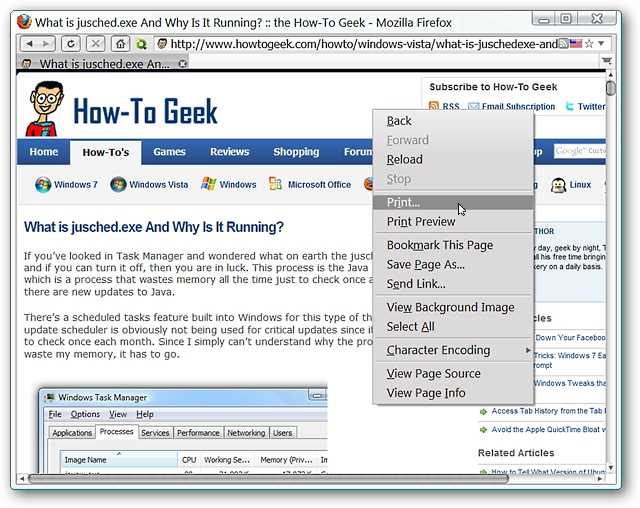 What is jusched.exe And Why Is It Running? :: the How-To Geek - Mozilla Firefox
http://www.howtogeek.com/howto/windows-vista/what-is-juschedexe-and
What is jusched.exe An...
How-To Geek
Subscribe to How-To Geek
RSS Email Subscription Twitter
Home How-To's Games Reviews Shopping Forum
Google™ Custo
Windows 7 Windows Vista Windows Microsoft Office Linux
Back
Forward
Reload
Stop
Print...
Print Preview
Bookmark This Page
Save Page As...
Send Link...
View Background Image
Select All
Character Encoding
View Page Source
View Page Info
What is jusched.exe And Why Is It Running?
If you've looked in Task Manager and wondered what on earth the jusch
and if you can turn it off, then you are in luck. This process is the Java
which is a process that wastes memory all the time just to check once a
there are new updates to Java.
There's a scheduled tasks feature built into Windows for this type of th
update scheduler is obviously not being used for critical updates since i
to check once each month. Since I simply can't understand why the pro
waste my memory, it has to go.
THOR
day, geek by night, T
all his free time bringing
kery on a daily basis.
Down Your Facebook
Tricks: Windows 7 Ea
rompt
Windows Tweaks tha
Access Tab History from the Tab
Avoid the Apple QuickTime Bloat w
Related Articles
How to Tell What Version of Ubun
Windows Task Manager
File Options View Help
Applications Processes Services Performance Networking Users
Image Name CPU Working Se... Memory (Priv...